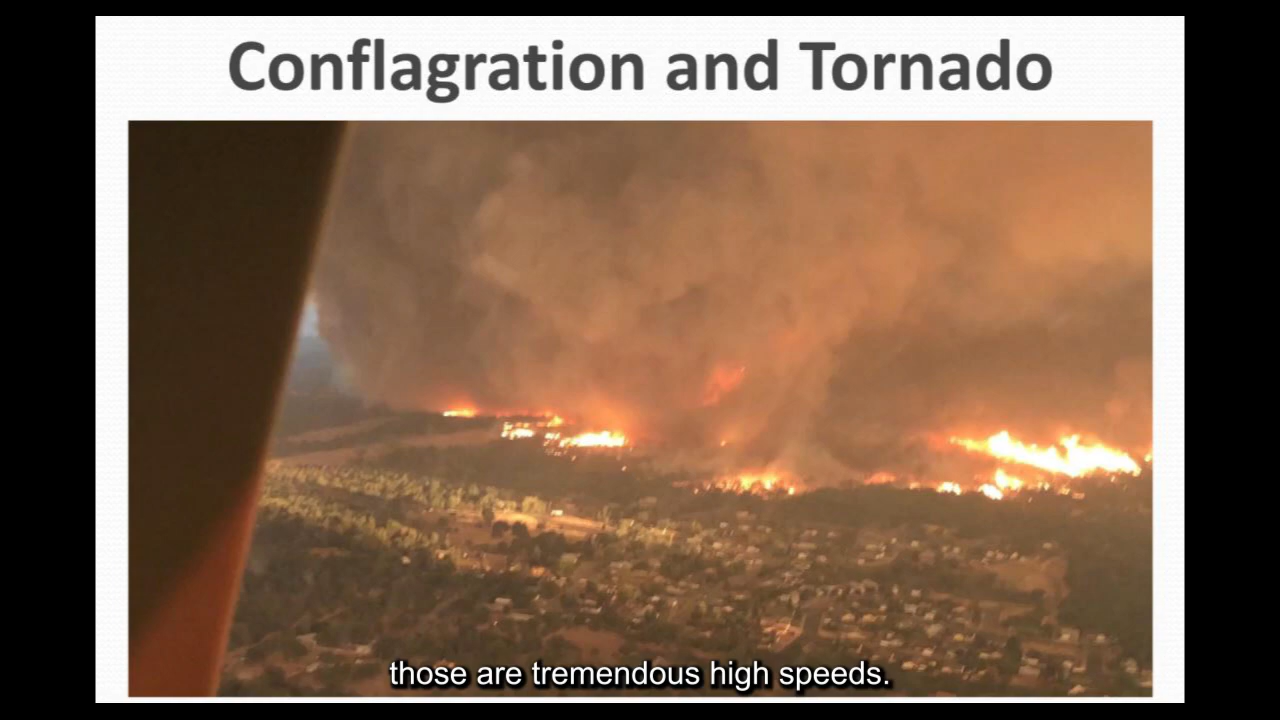 Conflagration and Tornado
those are tremendous high speeds.